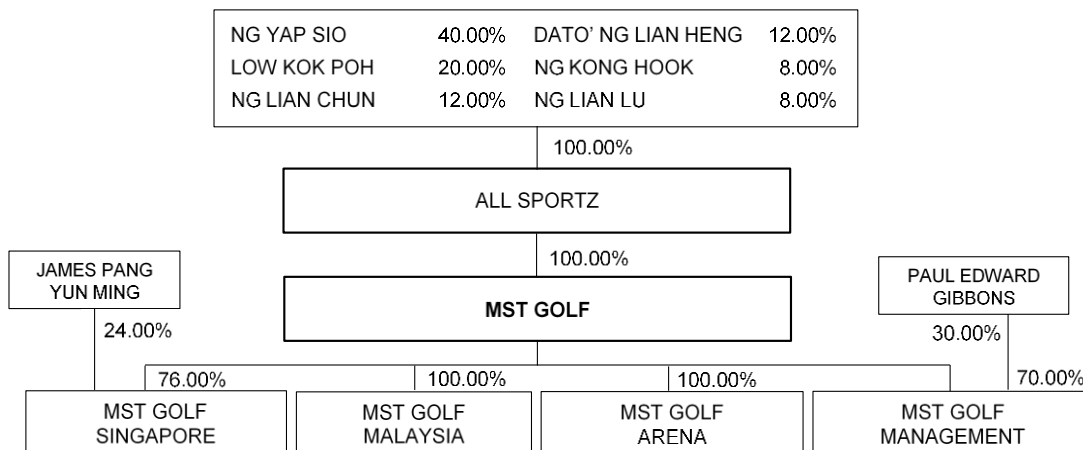 NG YAP SIO 40.00% DATO' NG LIAN HENG 12.00%
LOW KOK POH 20.00% NG KONG HOOK 8.00%
NG LIAN CHUN 12.00% NG LIAN LU 8.00%
100.00%
ALL SPORTZ
100.00%
JAMES PANG
YUN MING
24.00%
MST GOLF
PAUL EDWARD
GIBBONS
30.00%
76.00%
100.00%
100.00%
70.00%
MST GOLF
SINGAPORE
MST GOLF
MALAYSIA
MST GOLF
ARENA
MST GOLF
MANAGEMENT